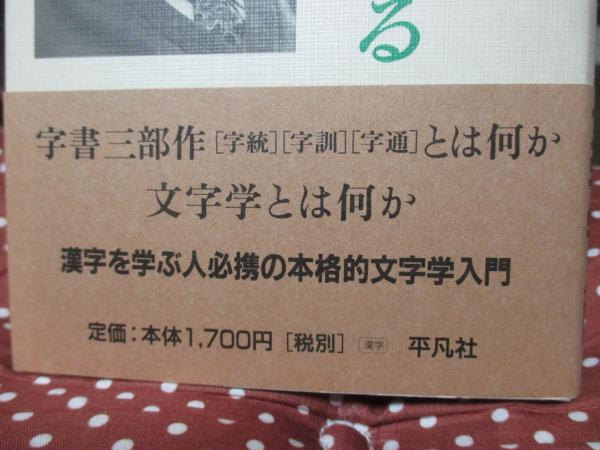 る
字書三部作［字統］［字訓］［字通］とは何か
文字学とは何か
漢字を学ぶ人必携の本格的文字学入門
定価：本体1,700円［税別］ 漢字 平凡社